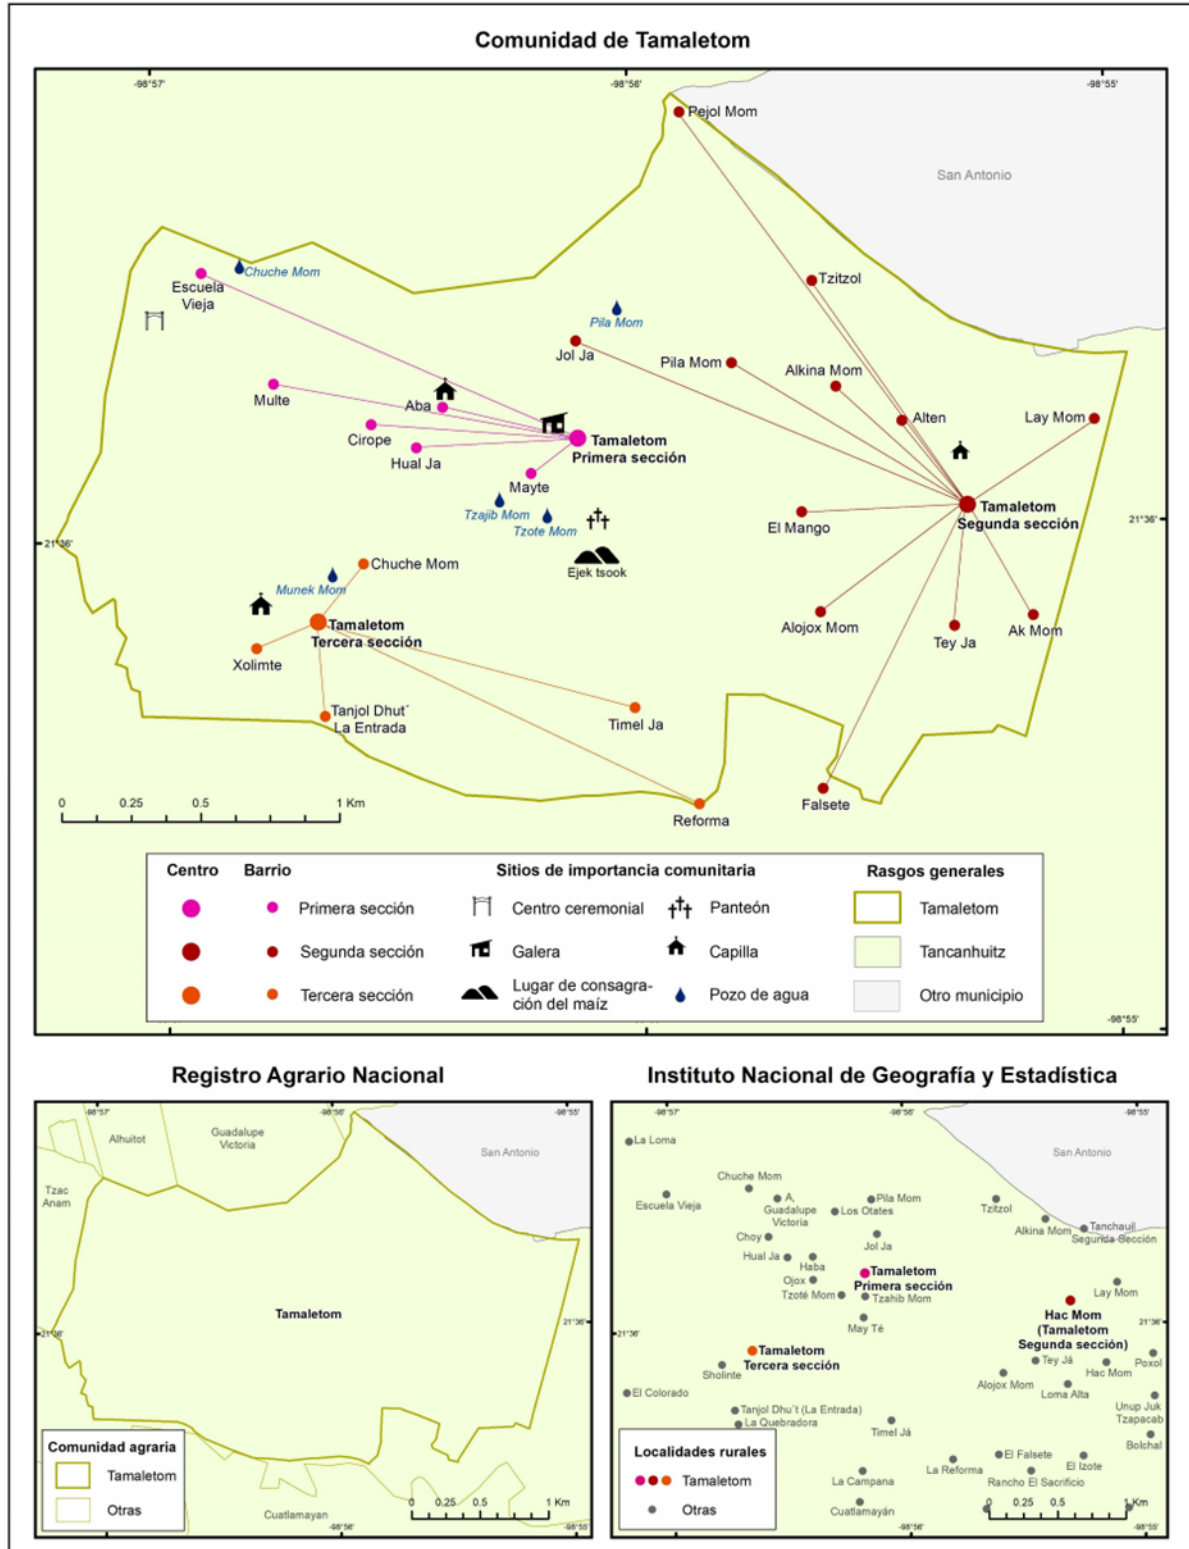 Comunidad de Tamaletom
-98°57'
-98°56'
-98°55'
Pejol Mom
San Antonio
Escuela
Vieja
Chuche Mom
Tzitzol
Pila Mom
Jol Ja
Pila Mom
Alkina Mom
Multe
Aba
Alten
Lay Mom
Cirope
Hual Ja
Tamaletom
Primera sección
Mayte
Tzajib Mom
Tzote Mom
El Mango
Tamaletom
Segunda sección
21°36'
21°36'
Ejek tsook
Chuche Mom
Munek Mom
Tamaletom
Tercera sección
Xolimte
Alojox Mom
Tey Ja
Ak Mom
Tanjol Dhut´
La Entrada
Timel Ja
Reforma
Falsete
0 0.25 0.5 1 Km
Centro Barrio Sitios de importancia comunitaria Rasgos generales
Primera sección Centro ceremonial Panteón Tamaletom
Segunda sección Galera Capilla Tancanhuitz
Tercera sección Lugar de consagra-
ción del maíz Pozo de agua Otro municipio
-98°55'
Registro Agrario Nacional
-98°57'
-98°56'
-98°55'
Alhuitot
Guadalupe
Victoria
San Antonio
Tzac
Anam
Tamaletom
21°36'
21°36'
Comunidad agraria
Tamaletom
Otras
Cuatlamayan
0 0.25 0.5 1 Km
-98°56'
-98°55'
Instituto Nacional de Geografía y Estadística
-98°57'
-98°56'
-98°55'
La Loma
San Antonio
Chuche Mom
Escuela Vieja
A,
Guadalupe
Victoria
Pila Mom
Los Otates
Tzitzol
Alkina Mom
Tanchauil
Segunda Sección
Choy
Jol Ja
Hual Ja
Haba
Ojox
Tamaletom
Primera sección
Tzoté Mom
Tzahib Mom
Lay Mom
May Té
Hac Mom
(Tamaletom
Segunda sección)
21°36'
21°36'
Tamaletom
Tercera sección
Sholinte
Tey Já
Hac Mom
Poxol
Alojox Mom
Loma Alta
El Colorado
Unup Juk
Tzapacab
Tanjol Dhu´t (La Entrada)
La Quebradora
Timel Já
Bolchal
Localidades rurales
Tamaletom
Otras
La Campana
La Reforma
El Falsete
El Izote
Rancho El Sacrificio
Cuatlamayán
0 0.25 0.5 1 Km
-98°56'
-98°55'